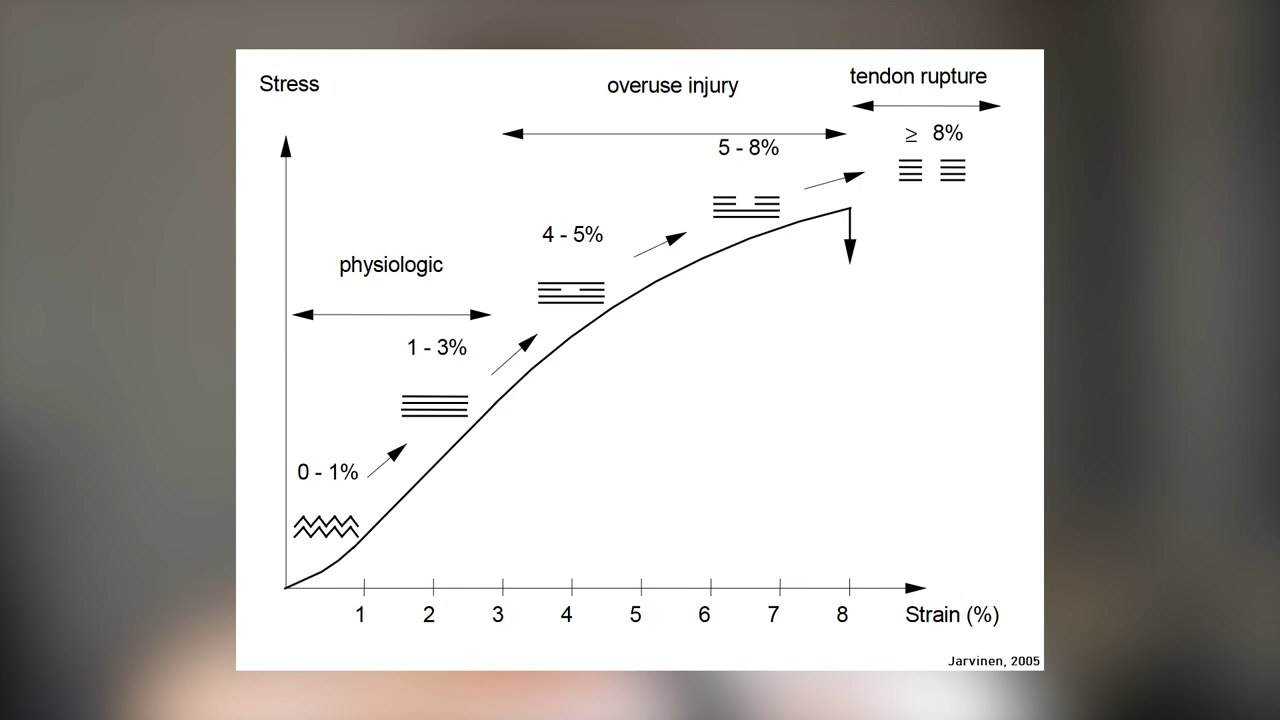 Stress
overuse injury
tendon rupture
≥ 8%
5 - 8%
4 - 5%
physiologic
1 - 3%
0 - 1%
1 2 3 4 5 6 7 8 Strain (%)
Jarvinen, 2005